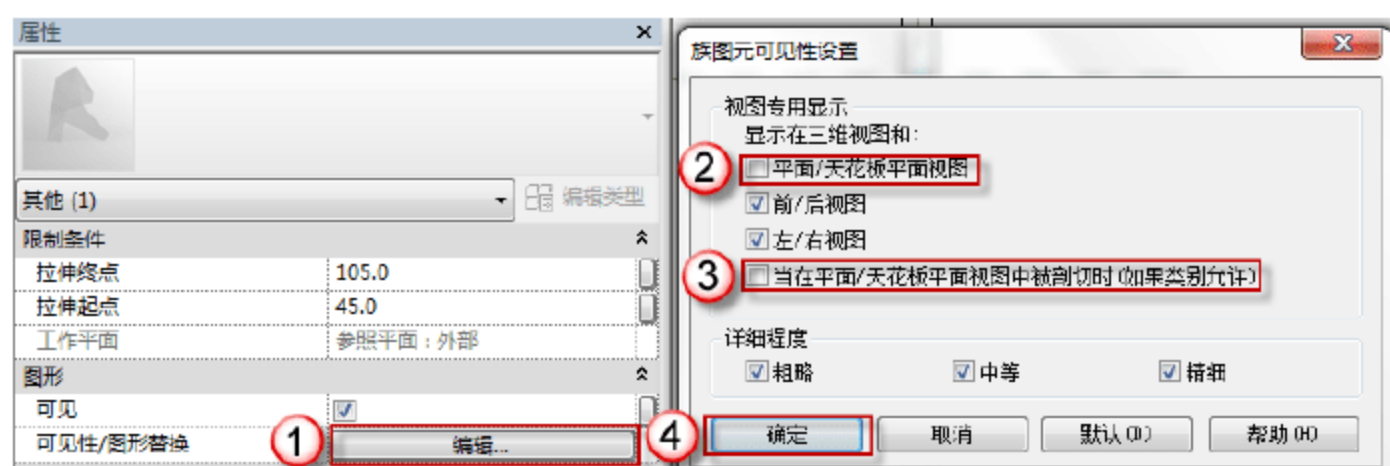 属性
其他 (1)
编辑类型
限制条件
拉伸终点 105.0
拉伸起点 45.0
工作平面 参照平面：外部
图形
可见
可见性/图形替换 1 编辑...
族图元可见性设置
视图专用显示
显示在三维视图和:
2 平面/天花板平面视图
前/后视图
左/右视图
3 当在平面/天花板平面视图中被剖切时(如果类别允许)
详细程度
粗略 中等 精细
4 确定 取消 默认(D) 帮助(H)